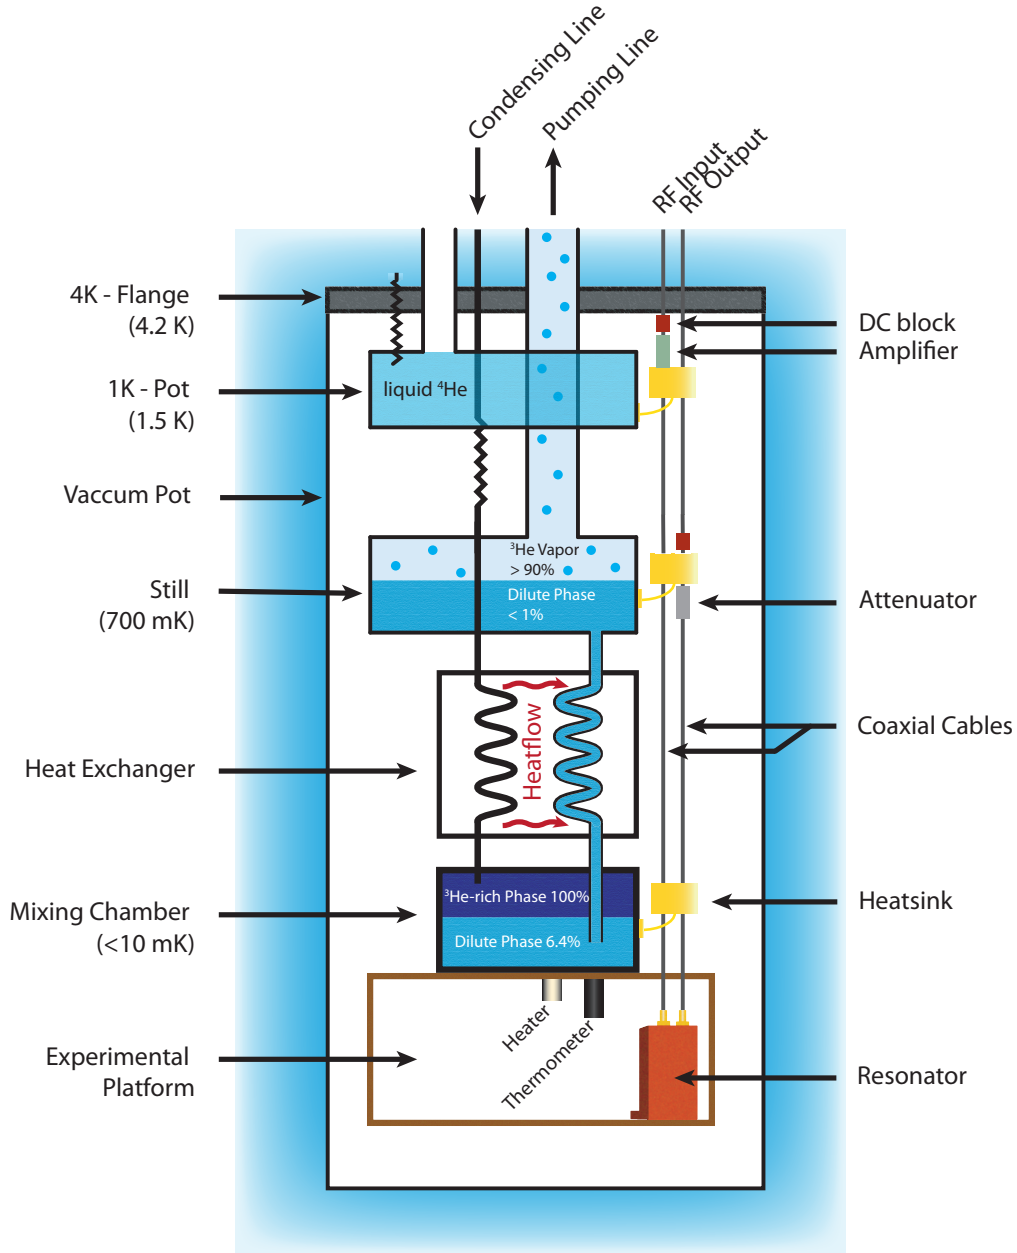 Condensing Line
Pumping Line
RF Input
RF Output
4K - Flange
(4.2 K)
DC block
Amplifier
1K - Pot
(1.5 K)
liquid ⁴He
Vaccum Pot
³He Vapor
> 90%
Dilute Phase
< 1%
Still
(700 mK)
Attenuator
Heatflow
Coaxial Cables
Heat Exchanger
³He-rich Phase 100%
Dilute Phase 6.4%
Mixing Chamber
(<10 mK)
Heatsink
Heater
Thermometer
Experimental
Platform
Resonator